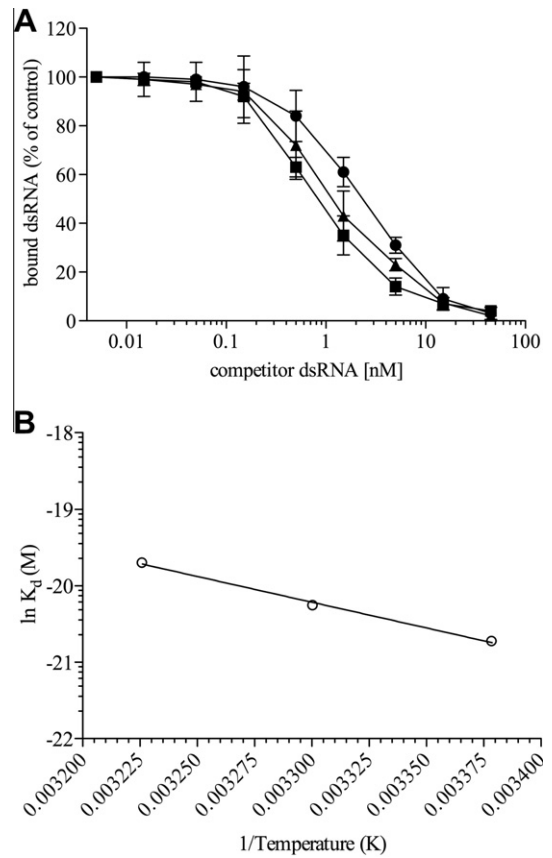 A
120
100
80
60
40
20
0
bound dsRNA (% of control)
0.01 0.1 1 10 100
competitor dsRNA [nM]
B
-18
-19
-20
-21
-22
ln Kd (M)
0.003200 0.003225 0.003250 0.003275 0.003300 0.003325 0.003350 0.003375 0.003400
1/Temperature (K)